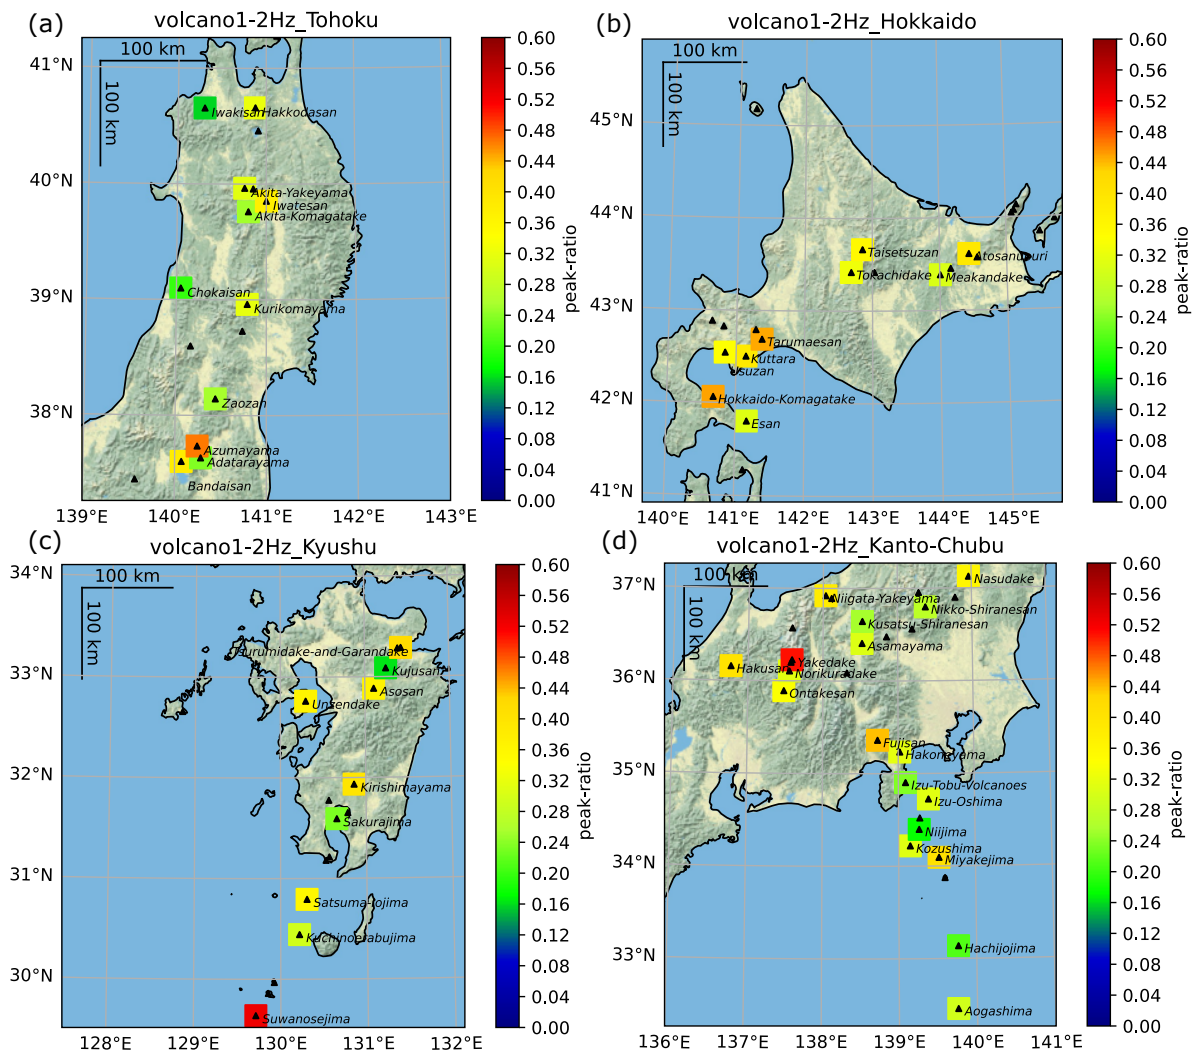 (a)
volcano1-2Hz_Tohoku
100 km
100 km
41°N
40°N
39°N
38°N
139°E
140°E
141°E
142°E
143°E
Iwakisan
Hakkodasan
Akita-Yakeyama
Iwatesan
Akita-Komagatake
Chokaisan
Kurikomayama
Zaozan
Azumayama
Adatarayama
Bandaisan
0.60
0.56
0.52
0.48
0.44
0.40
0.36
0.32
0.28
0.24
0.20
0.16
0.12
0.08
0.04
0.00
peak-ratio
(b)
volcano1-2Hz_Hokkaido
100 km
100 km
45°N
44°N
43°N
42°N
41°N
140°E
141°E
142°E
143°E
144°E
145°E
Taisetsuzan
Tokachidake
Atosanupuri
Meakandake
Tarumaesan
Kuttara
Usuzan
Hokkaido-Komagatake
Esan
0.60
0.56
0.52
0.48
0.44
0.40
0.36
0.32
0.28
0.24
0.20
0.16
0.12
0.08
0.04
0.00
peak-ratio
(c)
volcano1-2Hz_Kyushu
100 km
100 km
34°N
33°N
32°N
31°N
30°N
128°E
129°E
130°E
131°E
132°E
Tsurumidake-and-Garandake
Kujusan
Asosan
Unzendake
Kirishimayama
Sakurajima
Satsuma-Iojima
Kuchinoerabujima
Suwanosejima
0.60
0.56
0.52
0.48
0.44
0.40
0.36
0.32
0.28
0.24
0.20
0.16
0.12
0.08
0.04
0.00
peak-ratio
(d)
volcano1-2Hz_Kanto-Chubu
100 km
100 km
37°N
36°N
35°N
34°N
33°N
136°E
137°E
138°E
139°E
140°E
141°E
Nasudake
Niigata-Yakeyama
Nikko-Shiranesan
Kusatsu-Shiranesan
Asamayama
Yakedake
Hakusan
Norikuradake
Ontakesan
Fujisan
Hakoneyama
Izu-Tobu-Volcanoes
Izu-Oshima
Niijima
Kozushima
Miyakejima
Hachijojima
Aogashima
0.60
0.56
0.52
0.48
0.44
0.40
0.36
0.32
0.28
0.24
0.20
0.16
0.12
0.08
0.04
0.00
peak-ratio